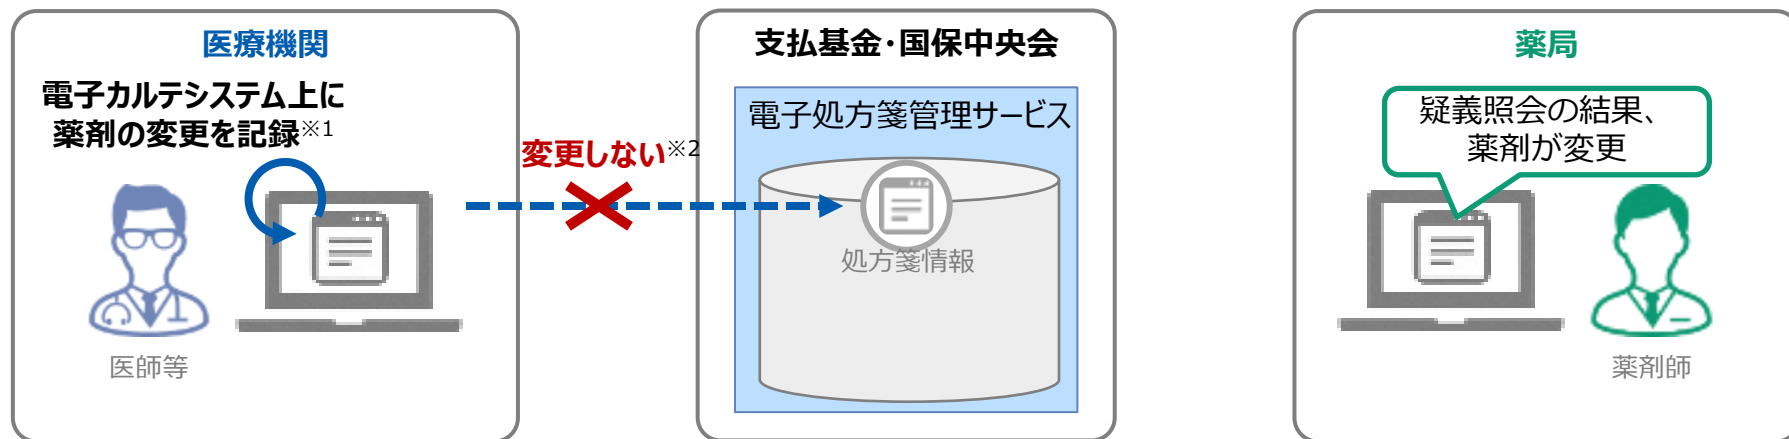 医療機関
電子カルテシステム上に
薬剤の変更を記録※1
医師等
変更しない※2
支払基金・国保中央会
電子処方箋管理サービス
処方箋情報
薬局
疑義照会の結果、
薬剤が変更
薬剤師